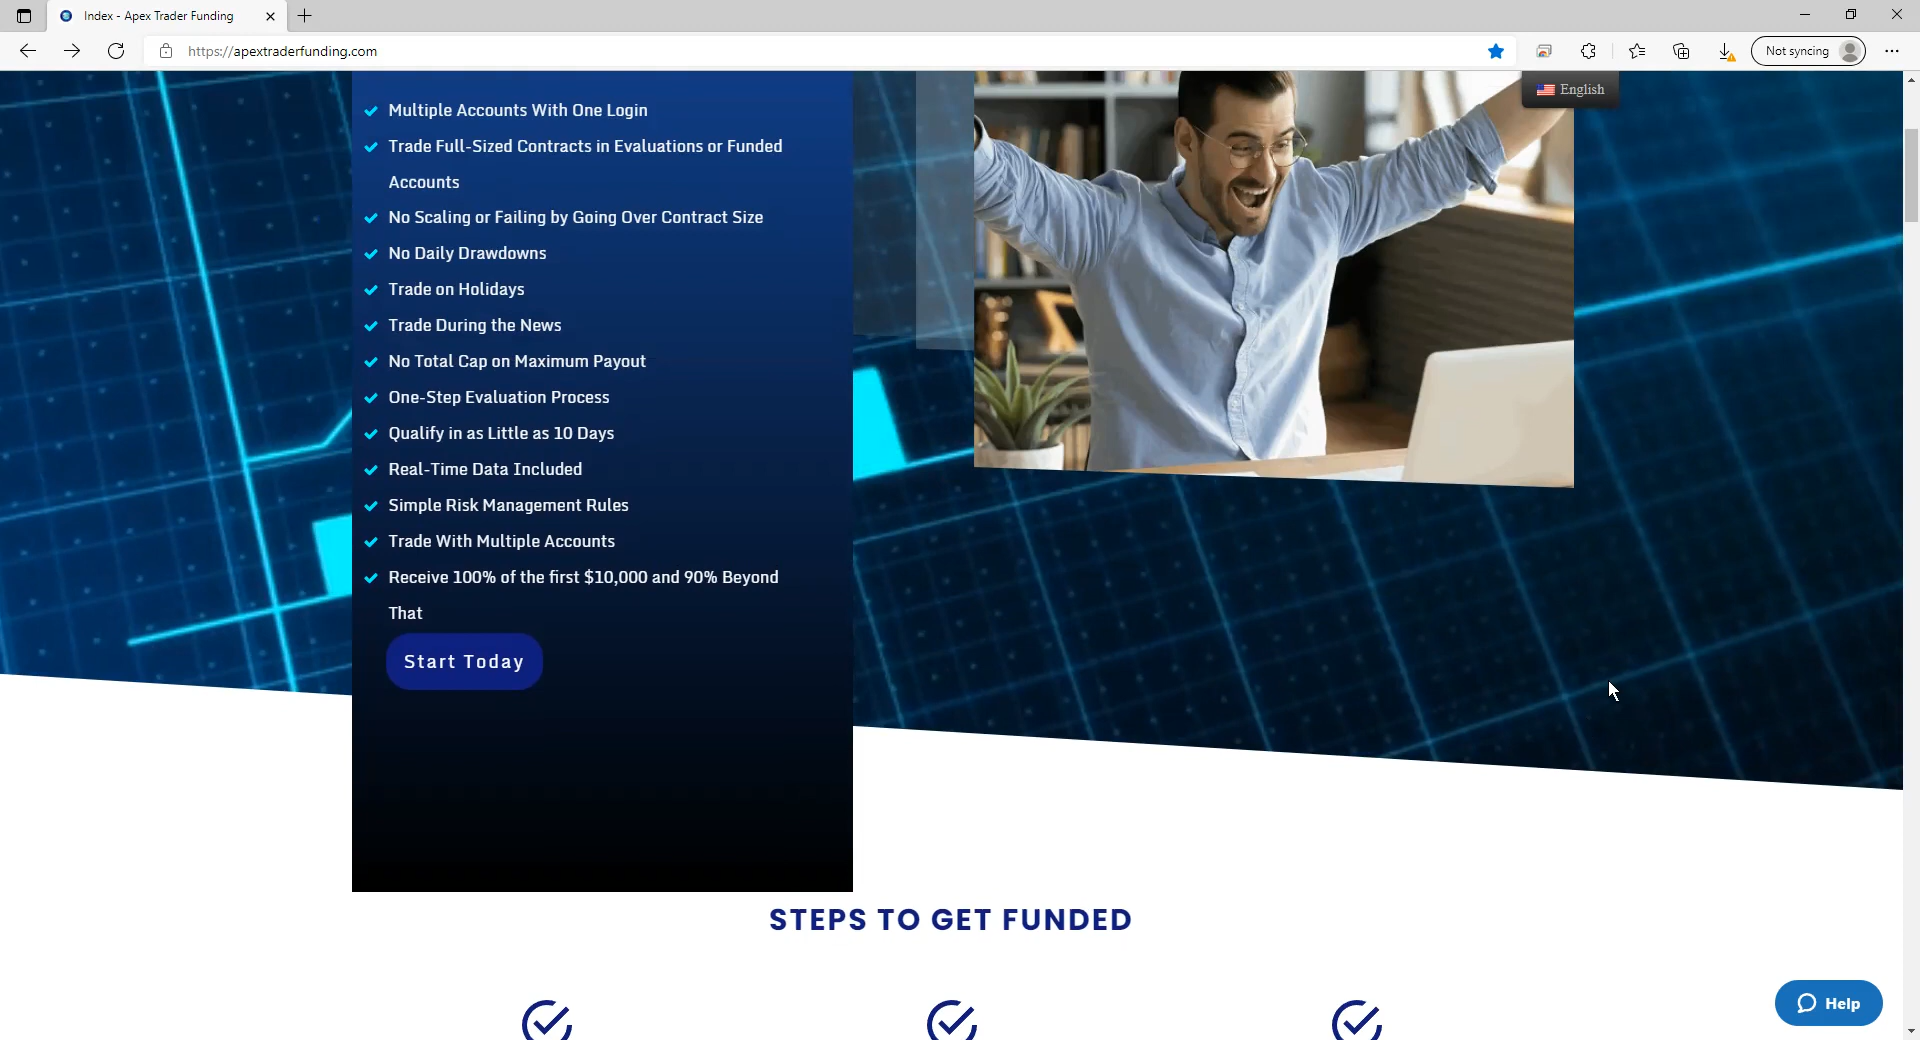 Index - Apex Trader Funding
https://apextraderfunding.com
Not syncing
English
Multiple Accounts With One Login
Trade Full-Sized Contracts in Evaluations or Funded
Accounts
No Scaling or Failing by Going Over Contract Size
No Daily Drawdowns
Trade on Holidays
Trade During the News
No Total Cap on Maximum Payout
One-Step Evaluation Process
Qualify in as Little as 10 Days
Real-Time Data Included
Simple Risk Management Rules
Trade With Multiple Accounts
Receive 100% of the first $10,000 and 90% Beyond
That
Start Today
STEPS TO GET FUNDED
Help